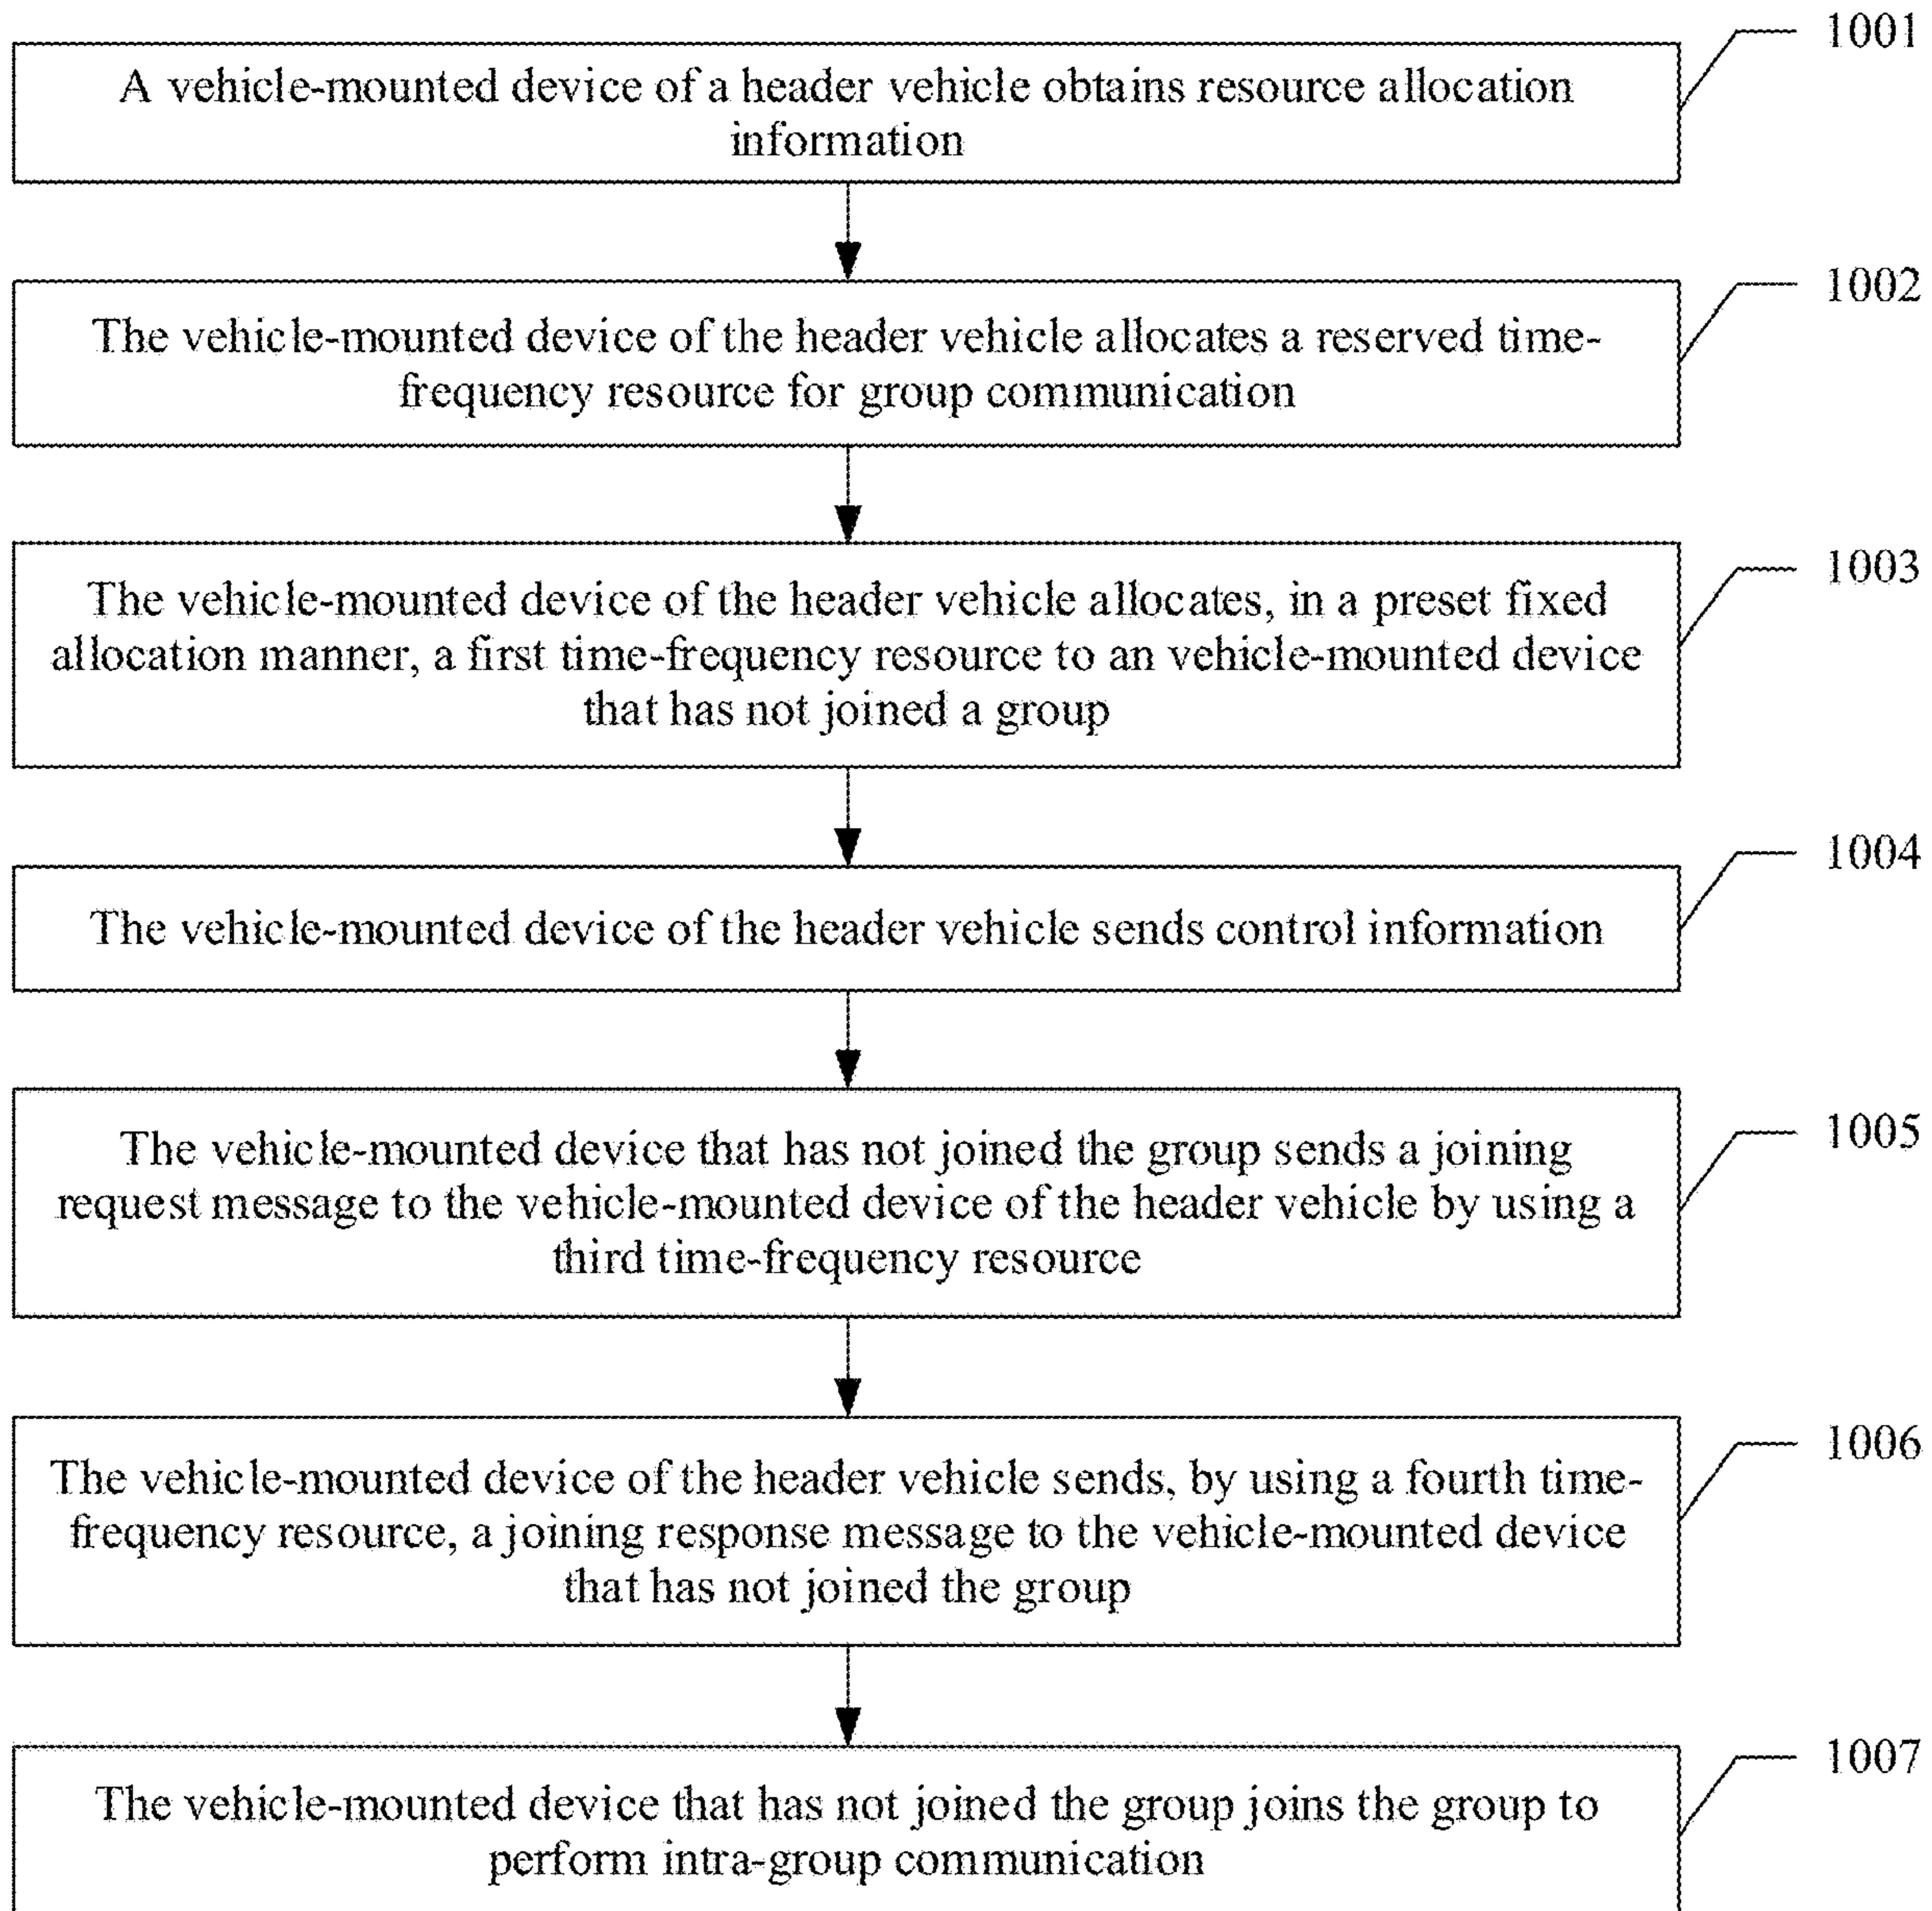 1001
A vehicle-mounted device of a header vehicle obtains resource allocation
information
1002
The vehicle-mounted device of the header vehicle allocates a reserved time-
frequency resource for group communication
1003
The vehicle-mounted device of the header vehicle allocates, in a preset fixed
allocation manner, a first time-frequency resource to an vehicle-mounted device
that has not joined a group
1004
The vehicle-mounted device of the header vehicle sends control information
1005
The vehicle-mounted device that has not joined the group sends a joining
request message to the vehicle-mounted device of the header vehicle by using a
third time-frequency resource
1006
The vehicle-mounted device of the header vehicle sends, by using a fourth time-
frequency resource, a joining response message to the vehicle-mounted device
that has not joined the group
1007
The vehicle-mounted device that has not joined the group joins the group to
perform intra-group communication